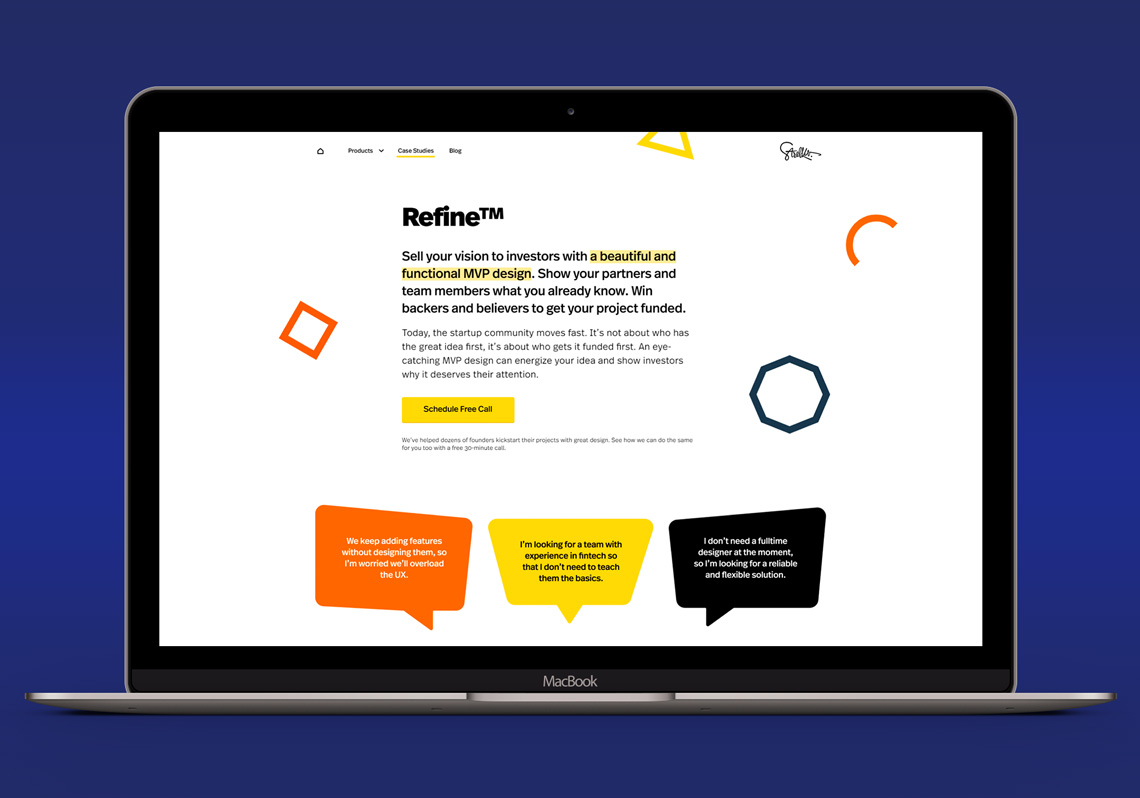 Products
Case Studies
Blog
Refine™
Sell your vision to investors with a beautiful and
functional MVP design. Show your partners and
team members what you already know. Win
backers and believers to get your project funded.
Today, the startup community moves fast. It's not about who has
the great idea first, it's about who gets it funded first. An eye-
catching MVP design can energize your idea and show investors
why it deserves their attention.
Schedule Free Call
We've helped dozens of founders kickstart their projects with great design. See how we can do the same
for you too with a free 30-minute call.
We keep adding features
without designing them, so
I'm worried we'll overload
the UX.
I'm looking for a team with
experience in fintech so
that I don't need to teach
them the basics.
I don't need a fulltime
designer at the moment,
so I'm looking for a reliable
and flexible solution.
MacBook